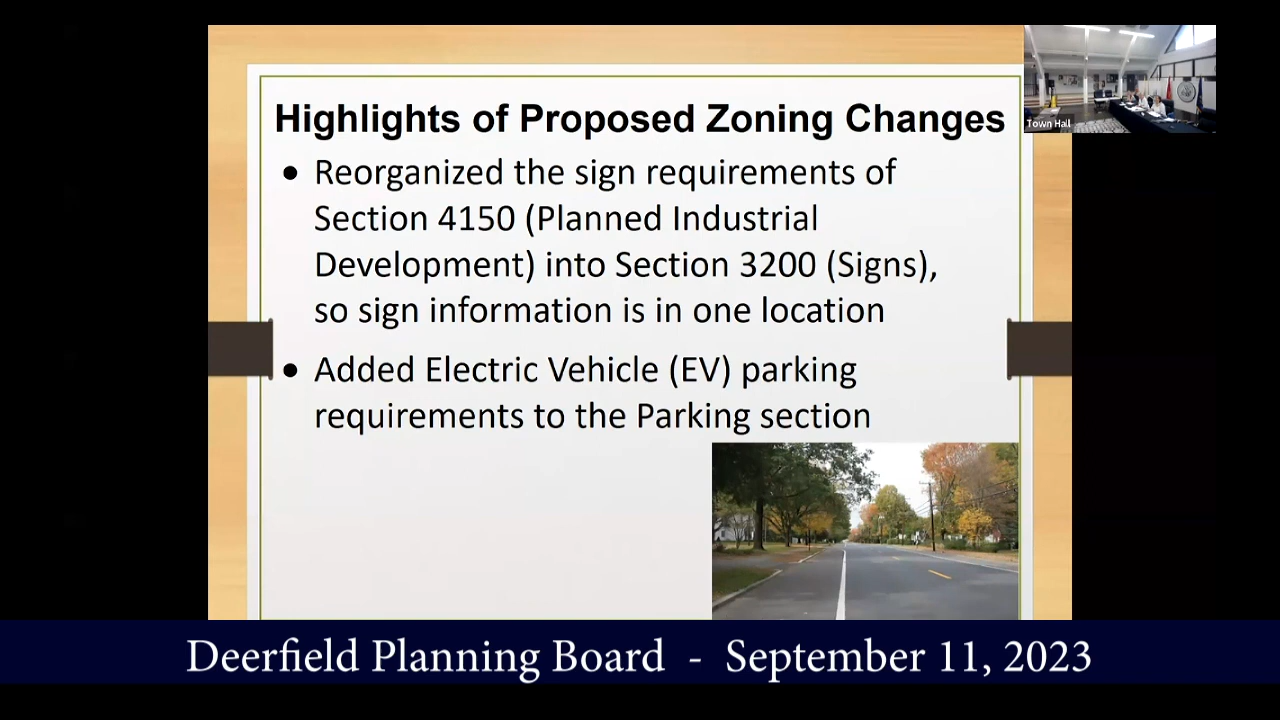 Highlights of Proposed Zoning Changes
Town Hall
• Reorganized the sign requirements of
Section 4150 (Planned Industrial
Development) into Section 3200 (Signs),
so sign information is in one location
• Added Electric Vehicle (EV) parking
requirements to the Parking section
Deerfield Planning Board - September 11, 2023